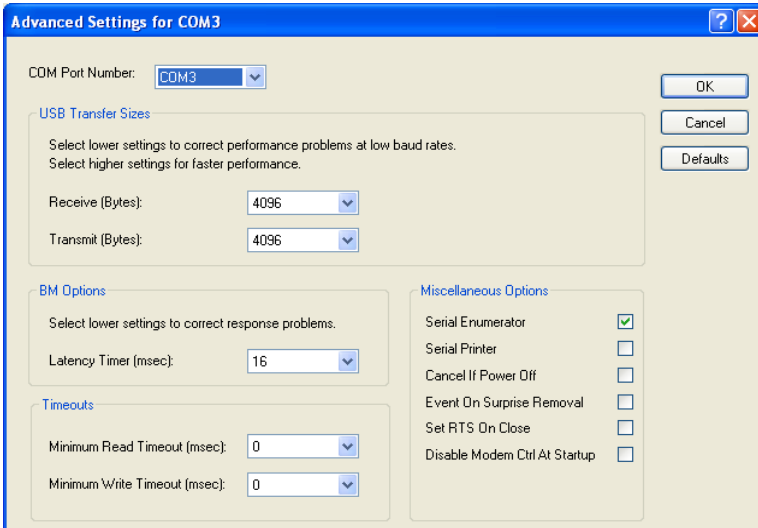 Advanced Settings for COM3
COM Port Number: COM3
OK
USB Transfer Sizes
Cancel
Select lower settings to correct performance problems at low baud rates.
Select higher settings for faster performance.
Defaults
Receive (Bytes): 4096
Transmit (Bytes): 4096
BM Options
Select lower settings to correct response problems.
Latency Timer (msec): 16
Timeouts
Minimum Read Timeout (msec): 0
Minimum Write Timeout (msec): 0
Miscellaneous Options
Serial Enumerator
Serial Printer
Cancel If Power Off
Event On Surprise Removal
Set RTS On Close
Disable Modem Ctrl At Startup